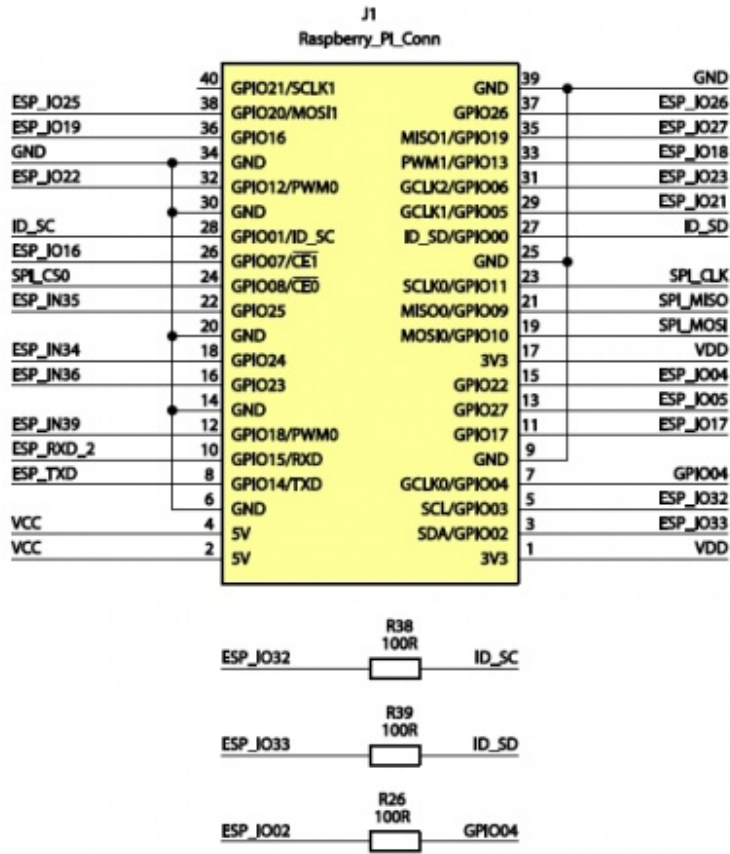 J1
Raspberry_Pi_Conn
40 GPIO21/SCLK1 GND 39 GND
ESP_IO25 38 GPIO20/MOSI1 GPIO26 37 ESP_IO26
ESP_IO19 36 GPIO16 MISO1/GPIO19 35 ESP_IO27
GND 34 GND PWM1/GPIO13 33 ESP_IO18
ESP_IO22 32 GPIO12/PWM0 GCLK2/GPIO06 31 ESP_IO23
30 GND GCLK1/GPIO05 29 ESP_IO21
ID_SC 28 GPIO01/ID_SC ID_SD/GPIO00 27 ID_SD
ESP_IO16 26 GPIO07/CE1 GND 25
SPI_CS0 24 GPIO08/CE0 SCLK0/GPIO11 23 SPI_CLK
ESP_IN35 22 GPIO25 MISO0/GPIO09 21 SPI_MISO
20 GND MOSI0/GPIO10 19 SPI_MOSI
ESP_IN34 18 GPIO24 3V3 17 VDD
ESP_IN36 16 GPIO23 GPIO22 15 ESP_IO04
14 GND GPIO27 13 ESP_IO05
ESP_IN39 12 GPIO18/PWM0 GPIO17 11 ESP_IO17
ESP_RXD_2 10 GPIO15/RXD GND 9
ESP_TXD 8 GPIO14/TXD GCLK0/GPIO04 7 GPIO04
6 GND SCL/GPIO03 5 ESP_IO32
VCC 4 5V SDA/GPIO02 3 ESP_IO33
VCC 2 5V 3V3 1 VDD
R38
100R
ESP_IO32 ID_SC
R39
100R
ESP_IO33 ID_SD
R26
100R
ESP_IO02 GPIO04